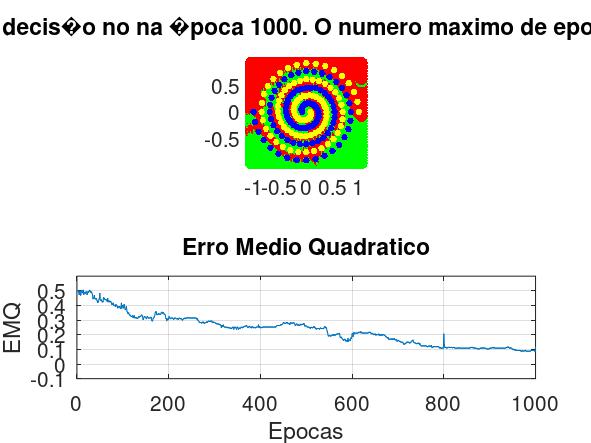 decis�o no na �poca 1000. O numero maximo de epo
0.5
0
-0.5
-1 -0.5 0 0.5 1
Erro Medio Quadratico
EMQ
0.5
0.4
0.3
0.2
0.1
0
-0.1
0 200 400 600 800 1000
Epocas